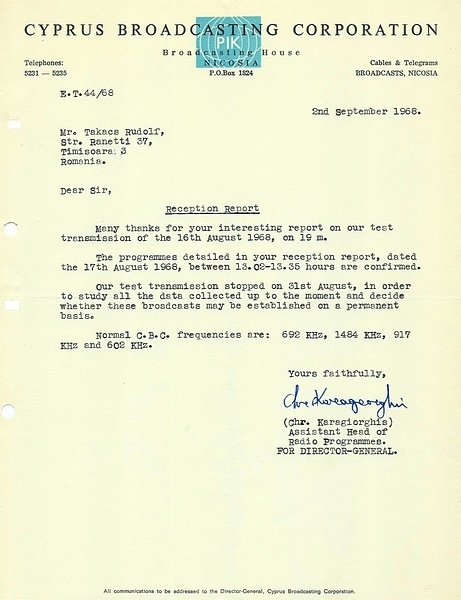 CYPRUS BROADCASTING CORPORATION
ΡΙΚ
Broadcasting House
Telephones:
5231 — 5235
NICOSIA
P.O.Box 1824
Cables & Telegrams
BROADCASTS, NICOSIA
E.T.44/68
2nd September 1968.
Mr. Takacs Rudolf,
Str. Ranetti 37,
Timisoara 3
Romania.
Dear Sir,
Reception Report
Many thanks for your interesting report on our test
transmission of the 16th August 1968, on 19 m.
The programmes detailed in your reception report, dated
the 17th August 1968, between 13.02-13.35 hours are confirmed.
Our test transmission stopped on 31st August, in order
to study all the data collected up to the moment and decide
whether these broadcasts may be established on a permanent
basis.
Normal C.B.C. frequencies are: 692 KHz, 1484 KHz, 917
KHz and 602 KHz.
Yours faithfully,
Chr Karageorghis
(Chr. Karagiorghis)
Assistant Head of
Radio Programmes.
FOR DIRECTOR-GENERAL.
All communications to be addressed to the Director-General, Cyprus Broadcasting Corporation.